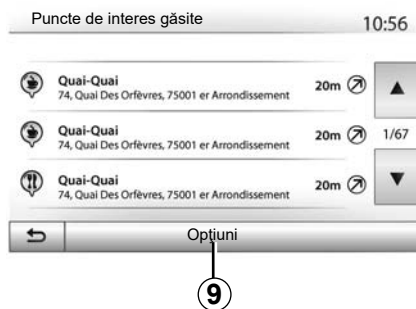 Puncte de interes găsite 10:56
Quai-Quai
74, Quai Des Orfèvres, 75001 er Arrondissement 20m
Quai-Quai
74, Quai Des Orfèvres, 75001 er Arrondissement 20m 1/67
Quai-Quai
74, Quai Des Orfèvres, 75001 er Arrondissement 20m
Opţiuni
9